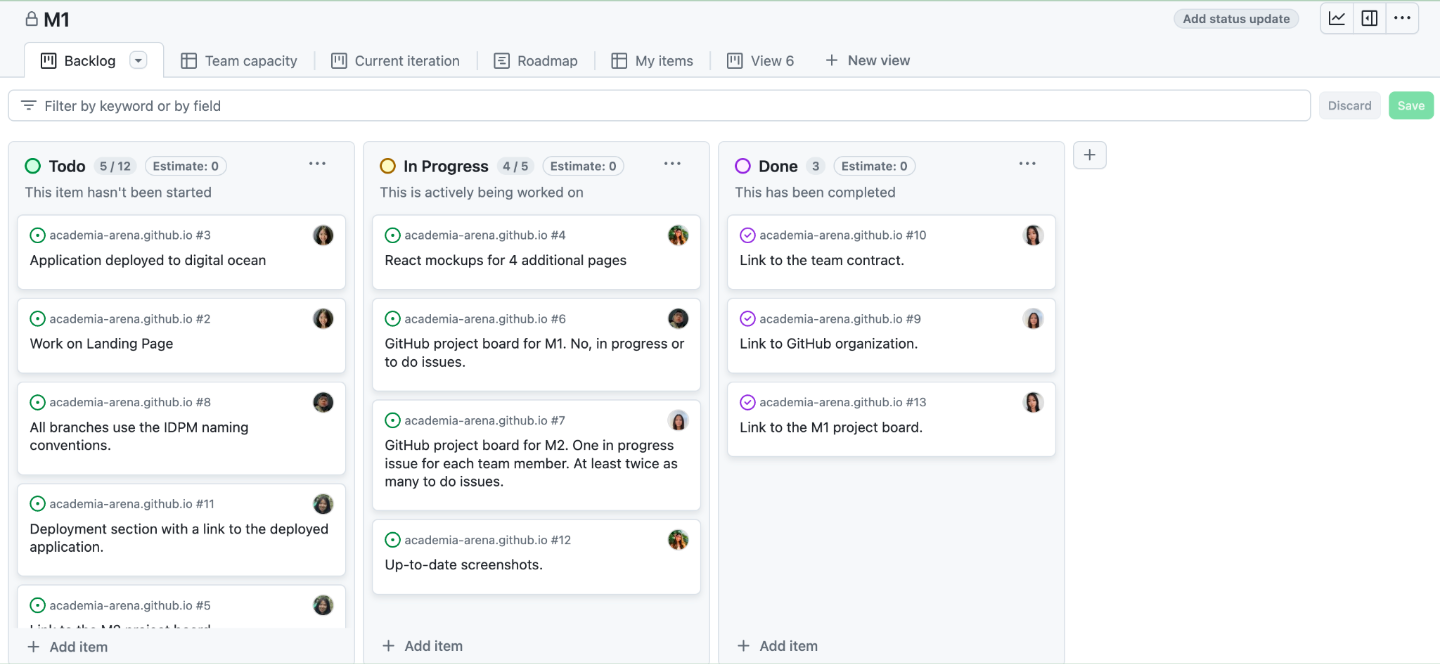 M1
Add status update
Backlog
Team capacity
Current iteration
Roadmap
My items
View 6
New view
Filter by keyword or by field
Discard
Save
Todo 5 / 12 Estimate: 0
This item hasn't been started
academia-arena.github.io #3
Application deployed to digital ocean
academia-arena.github.io #2
Work on Landing Page
academia-arena.github.io #8
All branches use the IDPM naming
conventions.
academia-arena.github.io #11
Deployment section with a link to the deployed
application.
academia-arena.github.io #5
Link to the M2 project board
Add item
In Progress 4 / 5 Estimate: 0
This is actively being worked on
academia-arena.github.io #4
React mockups for 4 additional pages
academia-arena.github.io #6
GitHub project board for M1. No, in progress or
to do issues.
academia-arena.github.io #7
GitHub project board for M2. One in progress
issue for each team member. At least twice as
many to do issues.
academia-arena.github.io #12
Up-to-date screenshots.
Add item
Done 3 Estimate: 0
This has been completed
academia-arena.github.io #10
Link to the team contract.
academia-arena.github.io #9
Link to GitHub organization.
academia-arena.github.io #13
Link to the M1 project board.
Add item